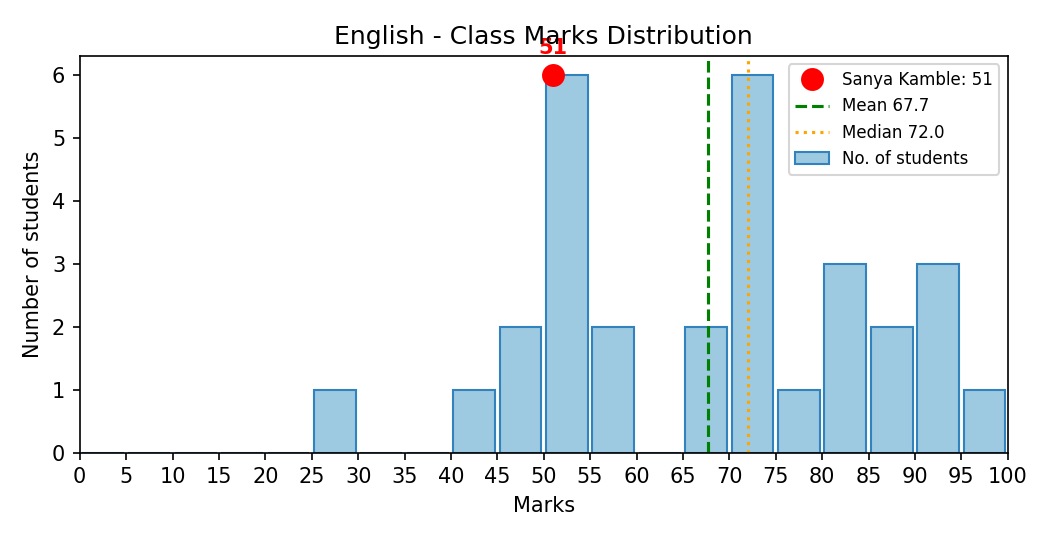 English - Class Marks Distribution
51
Sanya Kamble: 51
Mean 67.7
Median 72.0
No. of students
Number of students
6
5
4
3
2
1
0
0 5 10 15 20 25 30 35 40 45 50 55 60 65 70 75 80 85 90 95 100
Marks